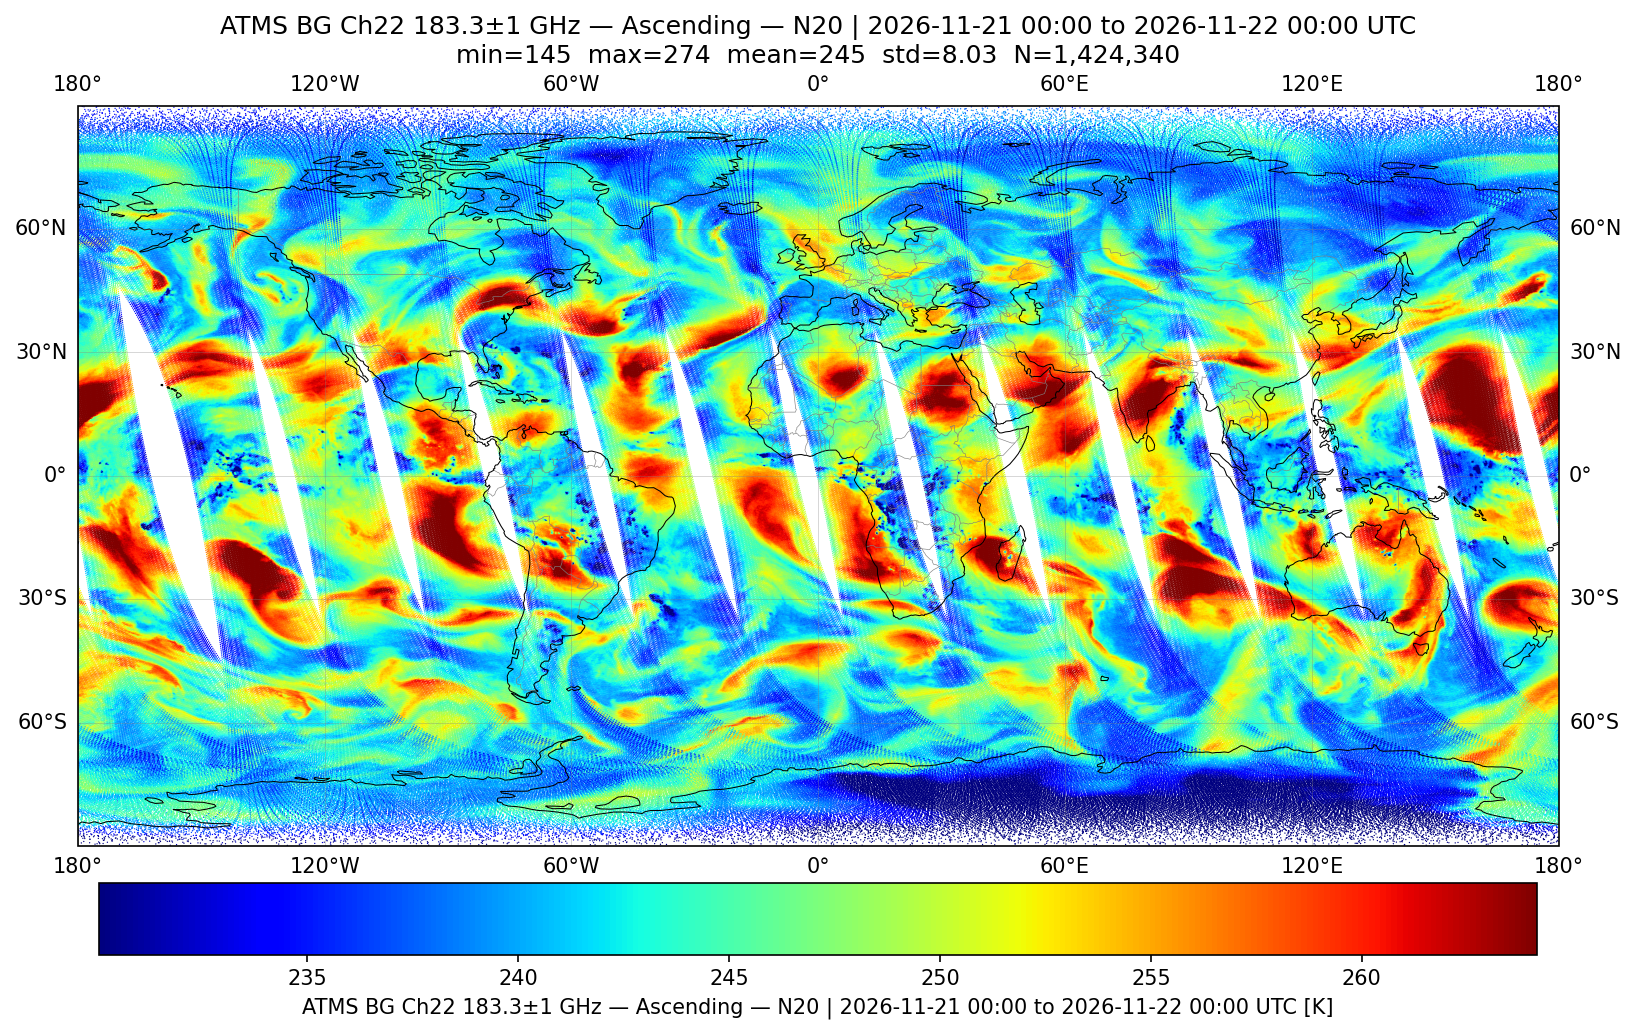 ATMS BG Ch22 183.3±1 GHz — Ascending — N20 | 2026-11-21 00:00 to 2026-11-22 00:00 UTC
min=145 max=274 mean=245 std=8.03 N=1,424,340
180° 120°W 60°W 0° 60°E 120°E 180°
60°N 60°N
30°N 30°N
0° 0°
30°S 30°S
60°S 60°S
180° 120°W 60°W 0° 60°E 120°E 180°
235 240 245 250 255 260
ATMS BG Ch22 183.3±1 GHz — Ascending — N20 | 2026-11-21 00:00 to 2026-11-22 00:00 UTC [K]